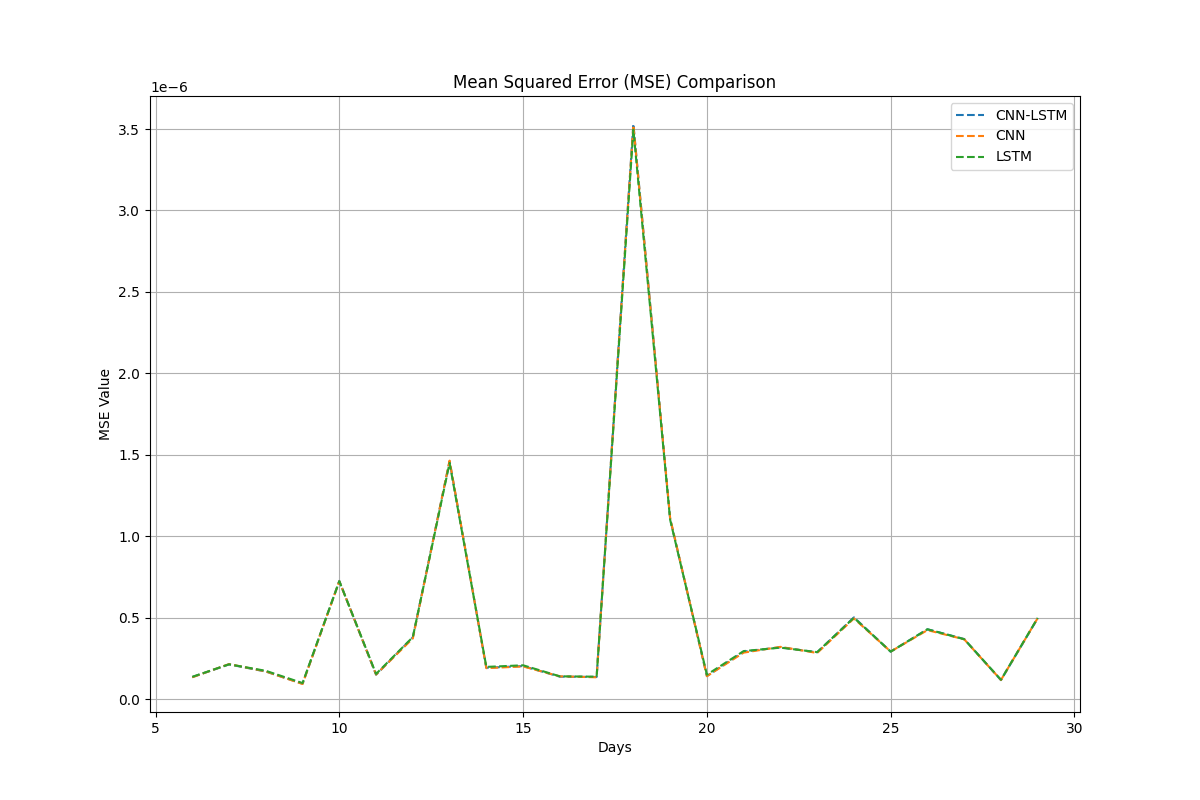 Mean Squared Error (MSE) Comparison
1e−6
CNN-LSTM
CNN
LSTM
3.5
3.0
2.5
2.0
1.5
1.0
0.5
0.0
MSE Value
5 10 15 20 25 30
Days